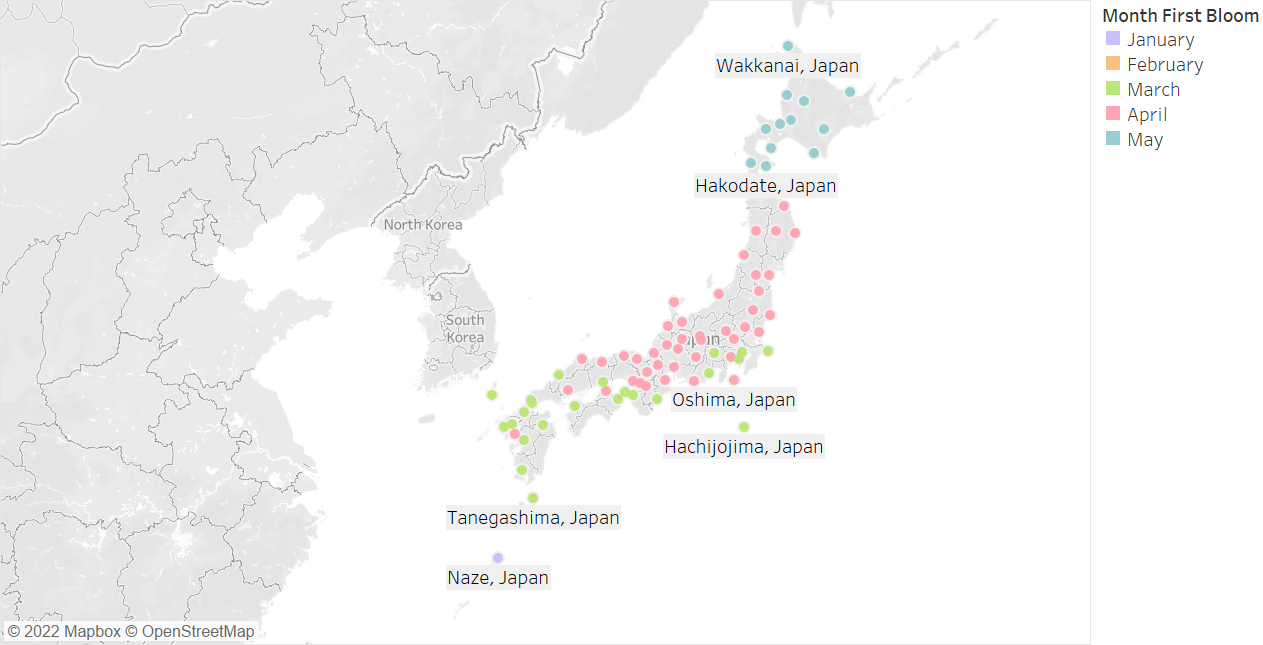 Month First Bloom
January
February
March
April
May
Wakkanai, Japan
Hakodate, Japan
North Korea
South
Korea
Oshima, Japan
Hachijojima, Japan
Tanegashima, Japan
Naze, Japan
© 2022 Mapbox © OpenStreetMap